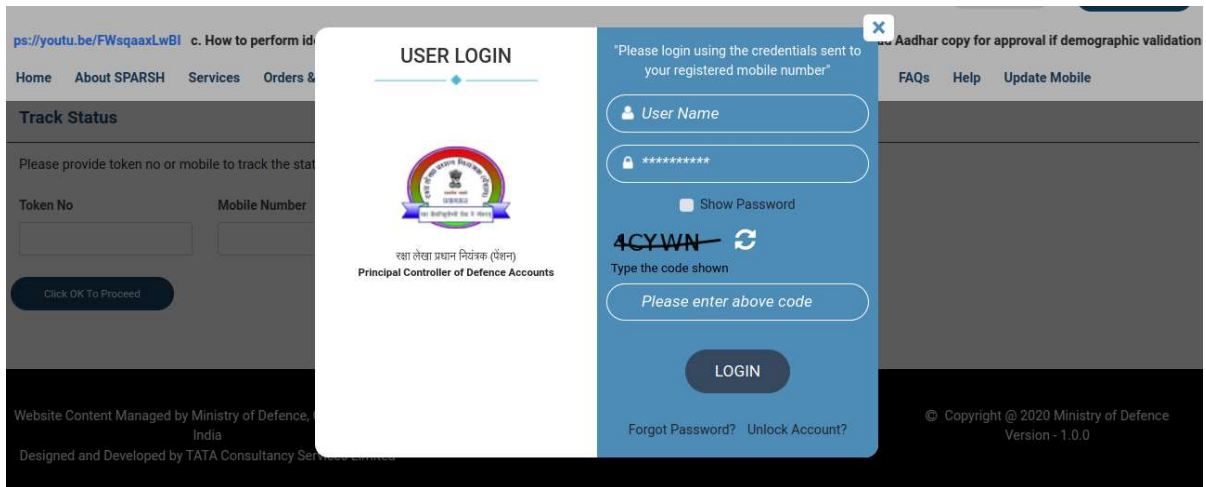 ps://youtu.be/FWsqaaxLwBI c. How to perform ide
Aadhar copy for approval if demographic validation
Home About SPARSH Services Orders &
FAQs Help Update Mobile
Track Status
Please provide token no or mobile to track the stat
Token No Mobile Number
Click OK To Proceed
USER LOGIN
रक्षा लेखा प्रधान नियंत्रक (पेंशन)
Principal Controller of Defence Accounts
"Please login using the credentials sent to
your registered mobile number"
User Name
**********
Show Password
4CYWN
Type the code shown
Please enter above code
LOGIN
Forgot Password? Unlock Account?
Website Content Managed by Ministry of Defence,
India
Designed and Developed by TATA Consultancy Services Limited
© Copyright @ 2020 Ministry of Defence
Version - 1.0.0